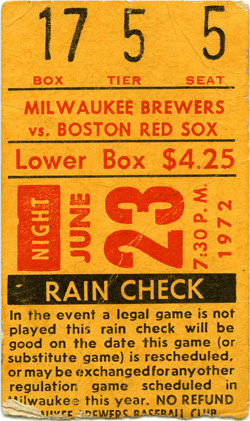 17 5 5
BOX TIER SEAT
MILWAUKEE BREWERS
vs. BOSTON RED SOX
Lower Box $4.25
NIGHT JUNE 23 7:30 P.M. 1972
RAIN CHECK
In the event a legal game is not
played this rain check will be
good on the date this game (or
substitute game) is rescheduled,
or may be exchanged for any other
regulation game scheduled in
Milwaukee this year. NO REFUND
BREWERS BASEBALL CLUB